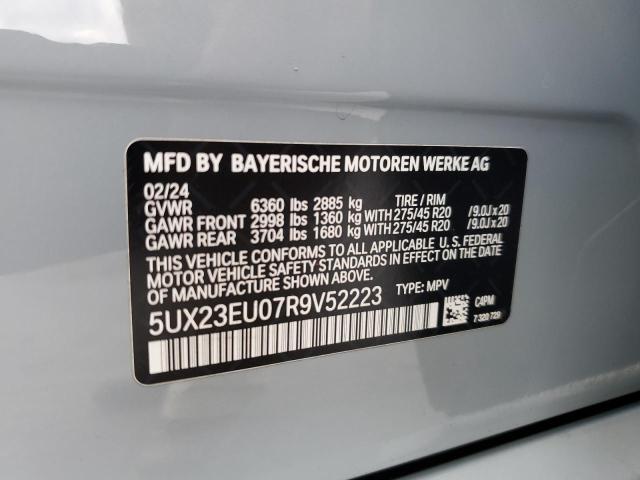 MFD BY BAYERISCHE MOTOREN WERKE AG
02/24
GVWR 6360 lbs 2885 kg TIRE / RIM
GAWR FRONT 2998 lbs 1360 kg WITH 275/45 R20 /9.0J x 20
GAWR REAR 3704 lbs 1680 kg WITH 275/45 R20 /9.0J x 20
THIS VEHICLE CONFORMS TO ALL APPLICABLE U. S. FEDERAL
MOTOR VEHICLE SAFETY STANDARDS IN EFFECT ON THE DATE OF
MANUFACTURE SHOWN ABOVE.
5UX23EU07R9V52223 TYPE: MPV
C4PM
7 320 729